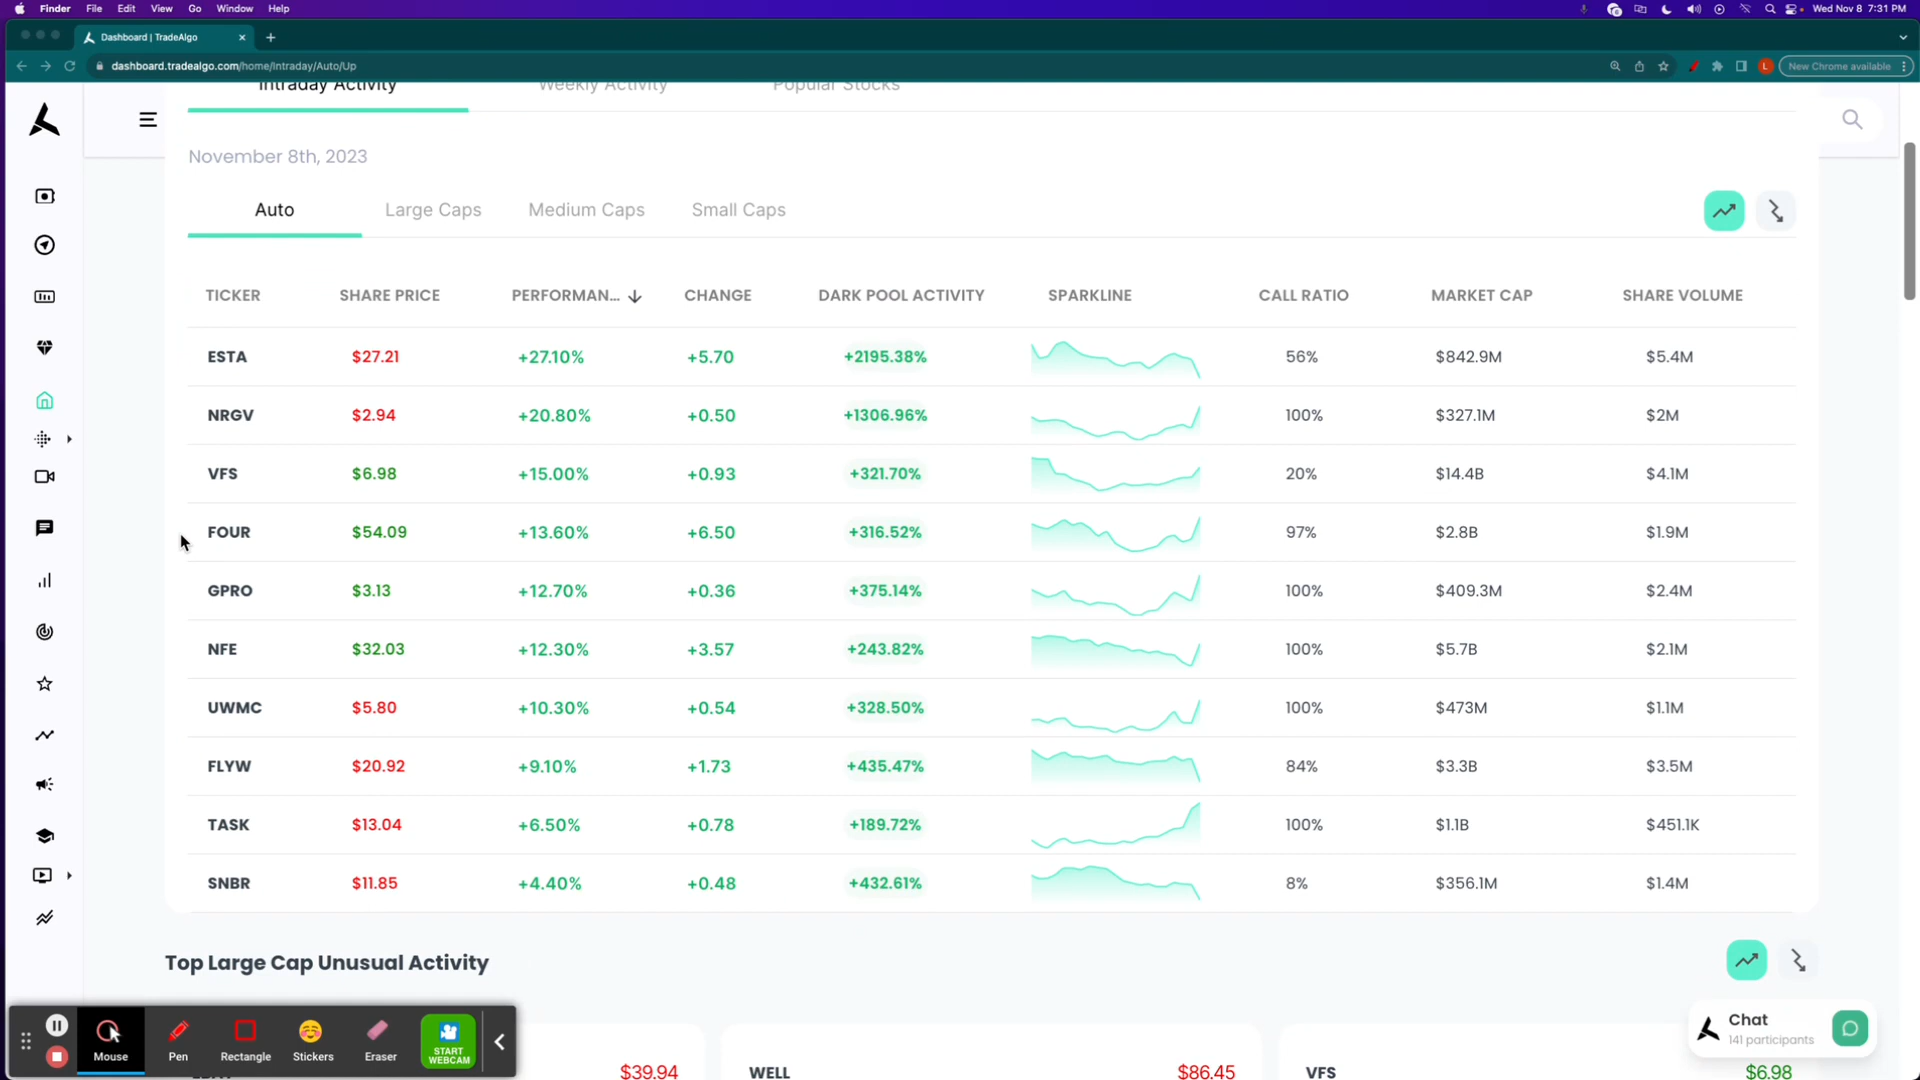 Finder File Edit View Go Window Help Wed Nov 8 7:31 PM
Dashboard | TradeAlgo
dashboard.tradealgo.com/home/Intraday/Auto/Up
L New Chrome available
Intraday Activity Weekly Activity Popular Stocks
November 8th, 2023
Auto Large Caps Medium Caps Small Caps
TICKER SHARE PRICE PERFORMAN... CHANGE DARK POOL ACTIVITY SPARKLINE CALL RATIO MARKET CAP SHARE VOLUME
ESTA $27.21 +27.10% +5.70 +2195.38% 56% $842.9M $5.4M
NRGV $2.94 +20.80% +0.50 +1306.96% 100% $327.1M $2M
VFS $6.98 +15.00% +0.93 +321.70% 20% $14.4B $4.1M
FOUR $54.09 +13.60% +6.50 +316.52% 97% $2.8B $1.9M
GPRO $3.13 +12.70% +0.36 +375.14% 100% $409.3M $2.4M
NFE $32.03 +12.30% +3.57 +243.82% 100% $5.7B $2.1M
UWMC $5.80 +10.30% +0.54 +328.50% 100% $473M $1.1M
FLYW $20.92 +9.10% +1.73 +435.47% 84% $3.3B $3.5M
TASK $13.04 +6.50% +0.78 +189.72% 100% $1.1B $451.1K
SNBR $11.85 +4.40% +0.48 +432.61% 8% $356.1M $1.4M
Top Large Cap Unusual Activity
Mouse Pen Rectangle Stickers Eraser START WEBCAM
Chat
141 participants
$39.94 WELL $86.45 VFS $6.98